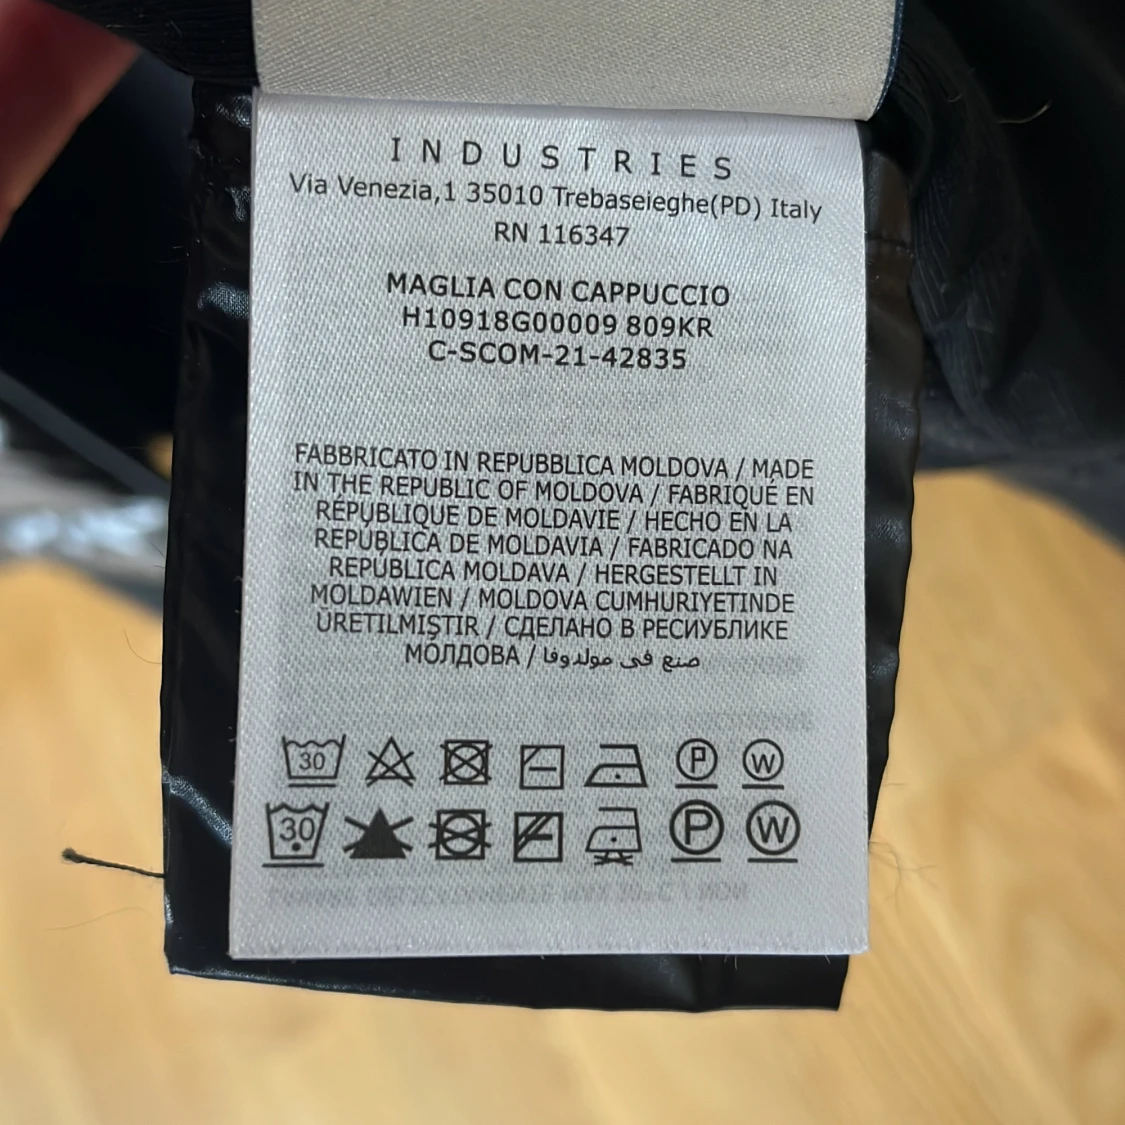 INDUSTRIES
Via Venezia,1 35010 Trebaseieghe(PD) Italy
RN 116347
MAGLIA CON CAPPUCCIO
H10918G00009 809KR
C-SCOM-21-42835
FABBRICATO IN REPUBBLICA MOLDOVA / MADE
IN THE REPUBLIC OF MOLDOVA / FABRIQUÉ EN
RÉPUBLIQUE DE MOLDAVIE / HECHO EN LA
REPÚBLICA DE MOLDAVIA / FABRICADO NA
REPÚBLICA MOLDAVA / HERGESTELLT IN
MOLDAWIEN / MOLDOVA CUMHURIYETINDE
ÜRETILMIŞTIR / СДЕЛАНО В РЕСИУБЛИКЕ
МОЛДОВА / صنع في مولدوفا
30 P W
30 P W